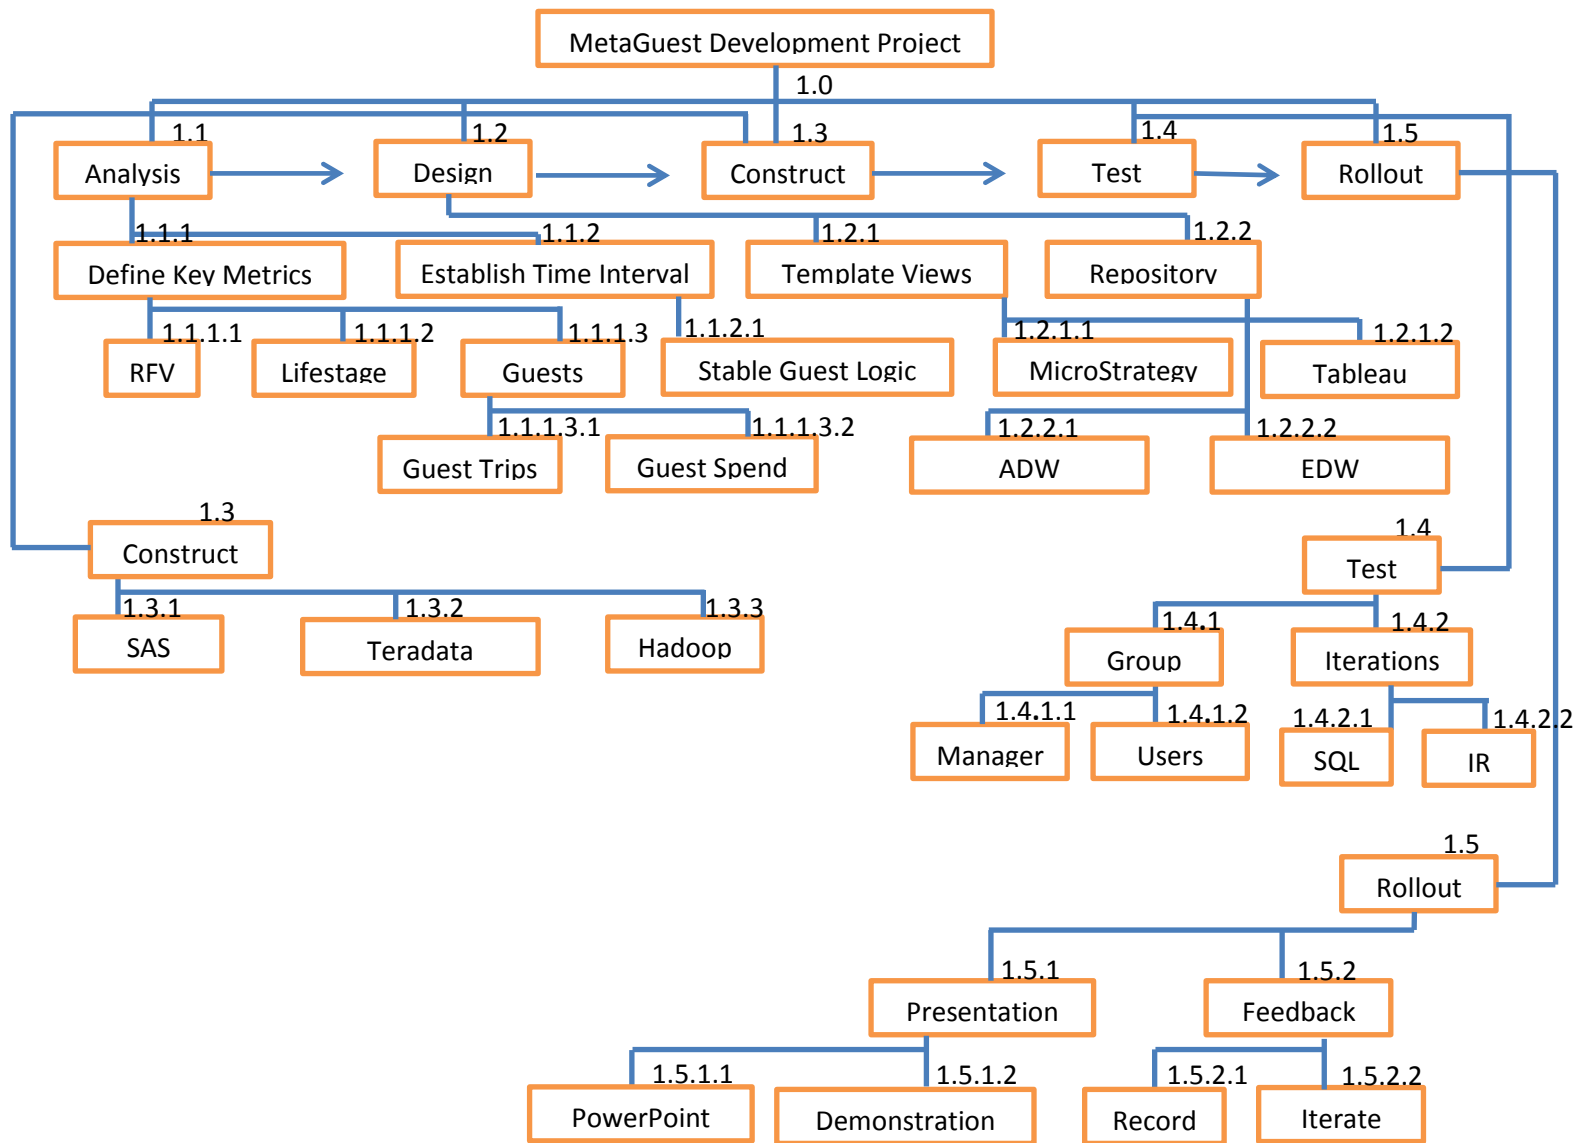 MetaGuest Development Project
1.0
1.1
1.2
1.3
1.4
1.5
Analysis
Design
Construct
Test
Rollout
1.1.1
1.1.2
1.2.1
1.2.2
Define Key Metrics
Establish Time Interval
Template Views
Repository
1.1.1.1
1.1.1.2
1.1.1.3
1.1.2.1
1.2.1.1
1.2.1.2
RFV
Lifestage
Guests
Stable Guest Logic
MicroStrategy
Tableau
1.1.1.3.1
1.1.1.3.2
1.2.2.1
1.2.2.2
Guest Trips
Guest Spend
ADW
EDW
1.3
Construct
1.4
Test
1.3.1
1.3.2
1.3.3
SAS
Teradata
Hadoop
1.4.1
1.4.2
Group
Iterations
1.4.1.1
1.4.1.2
1.4.2.1
1.4.2.2
Manager
Users
SQL
IR
1.5
Rollout
1.5.1
1.5.2
Presentation
Feedback
1.5.1.1
1.5.1.2
1.5.2.1
1.5.2.2
PowerPoint
Demonstration
Record
Iterate